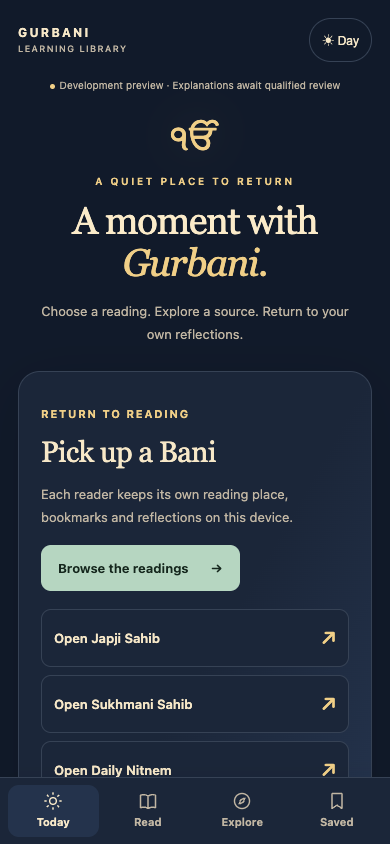 GURBANI
LEARNING LIBRARY
Day
Development preview · Explanations await qualified review
ੴ
A QUIET PLACE TO RETURN
A moment with
Gurbani.
Choose a reading. Explore a source. Return to your
own reflections.
RETURN TO READING
Pick up a Bani
Each reader keeps its own reading place,
bookmarks and reflections on this device.
Browse the readings →
Open Japji Sahib
Open Sukhmani Sahib
Open Daily Nitnem
Today Read Explore Saved